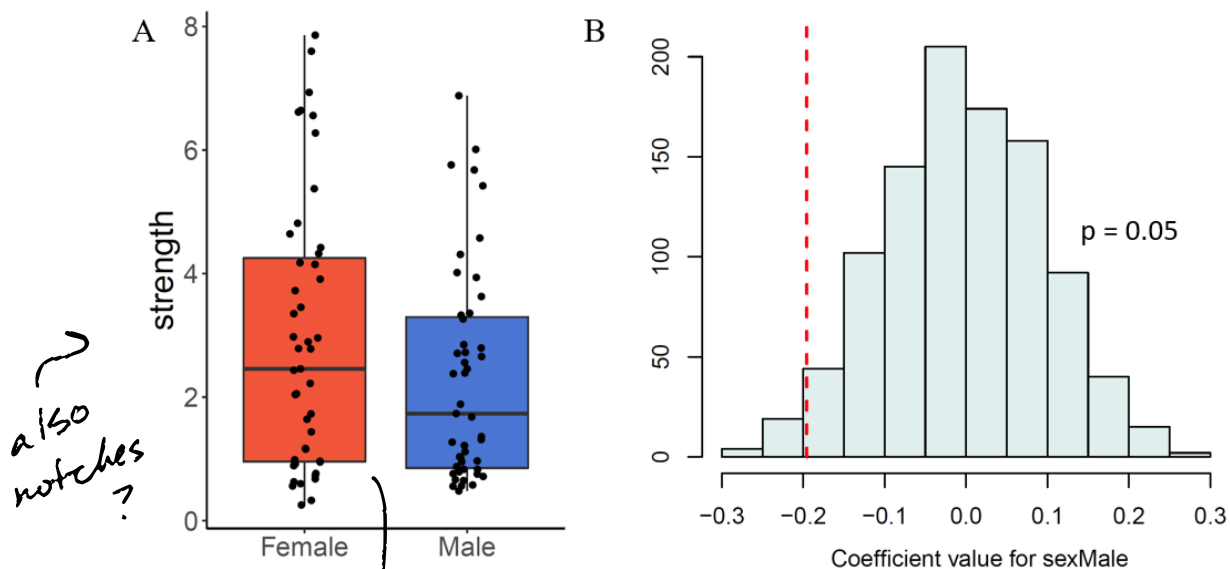 A
8
6
4
2
0
strength
Female
Male
also
notches
?
B
200
150
100
50
0
p = 0.05
−0.3
−0.2
−0.1
0.0
0.1
0.2
0.3
Coefficient value for sexMale